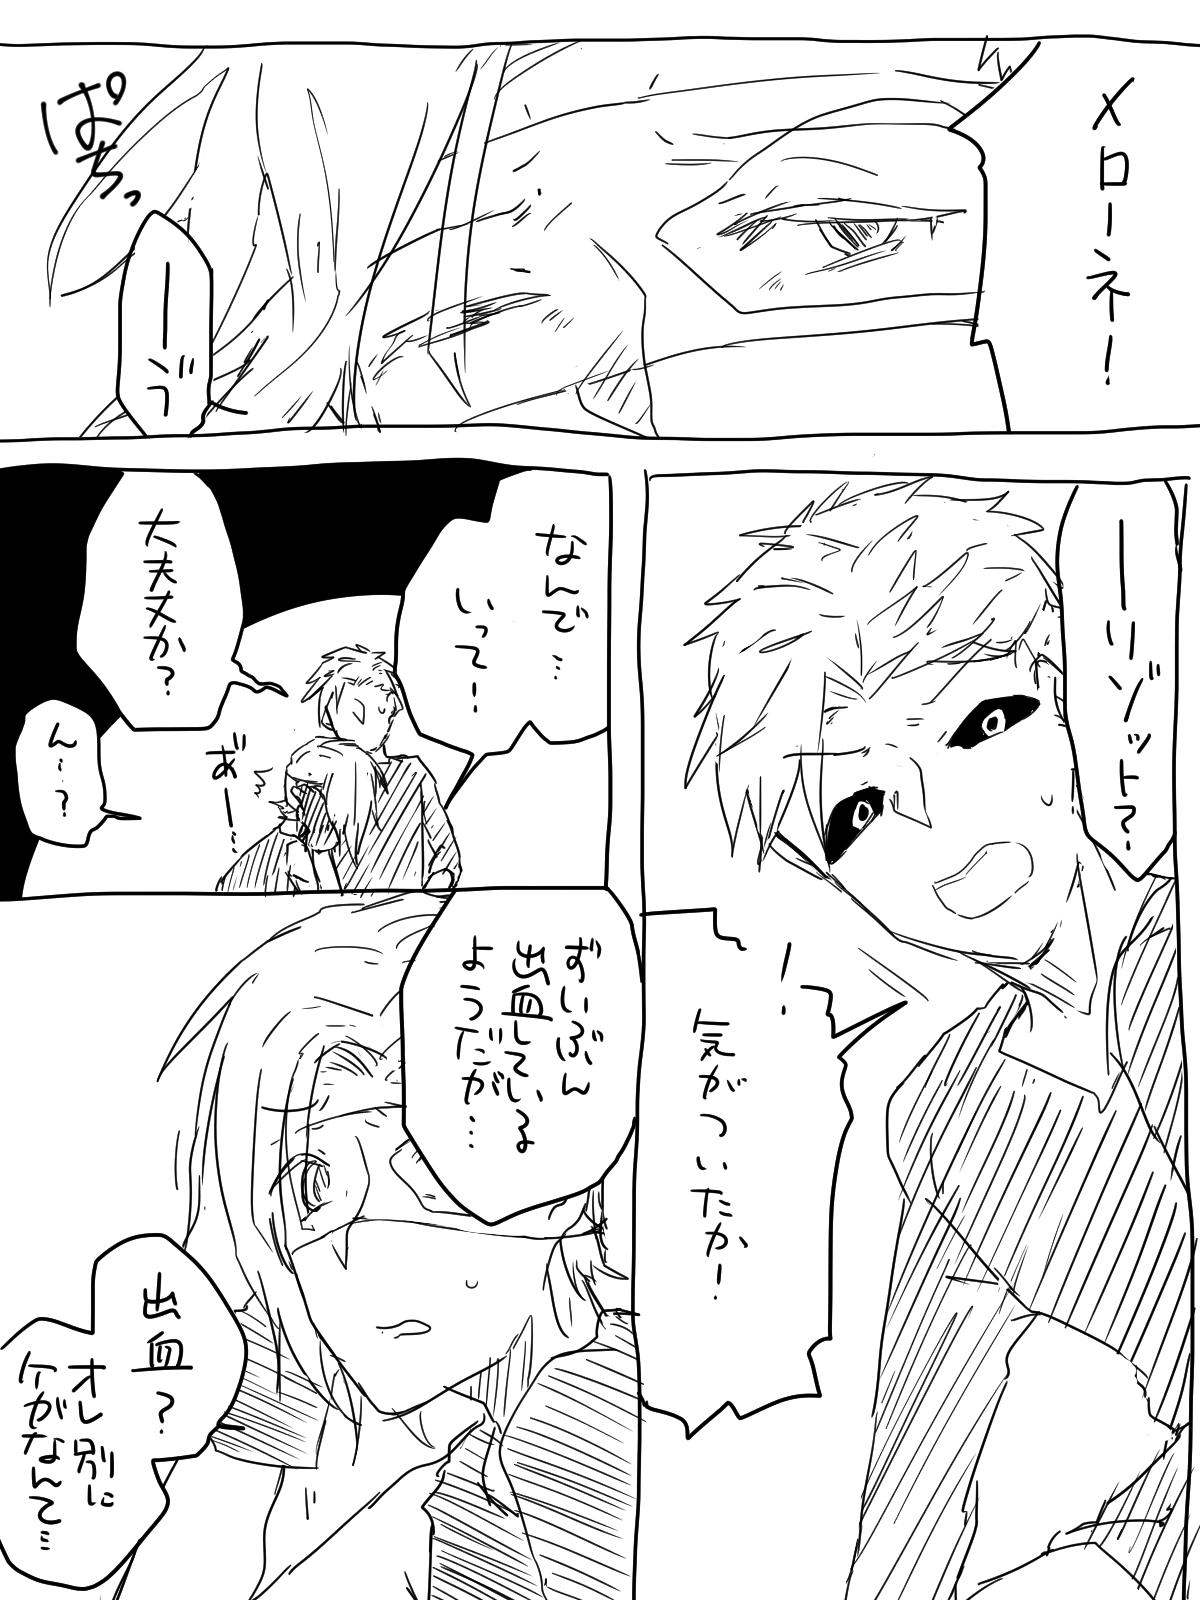 メローネ!
ぱちっ
ーーゾ
ーーリゾット?
!
気がついたか!
なんで…
いって!
大丈夫か?
あー…
ん〜?
ずいぶん
出血している
ようだが…
出血?
オレ別に
ケがなんて…